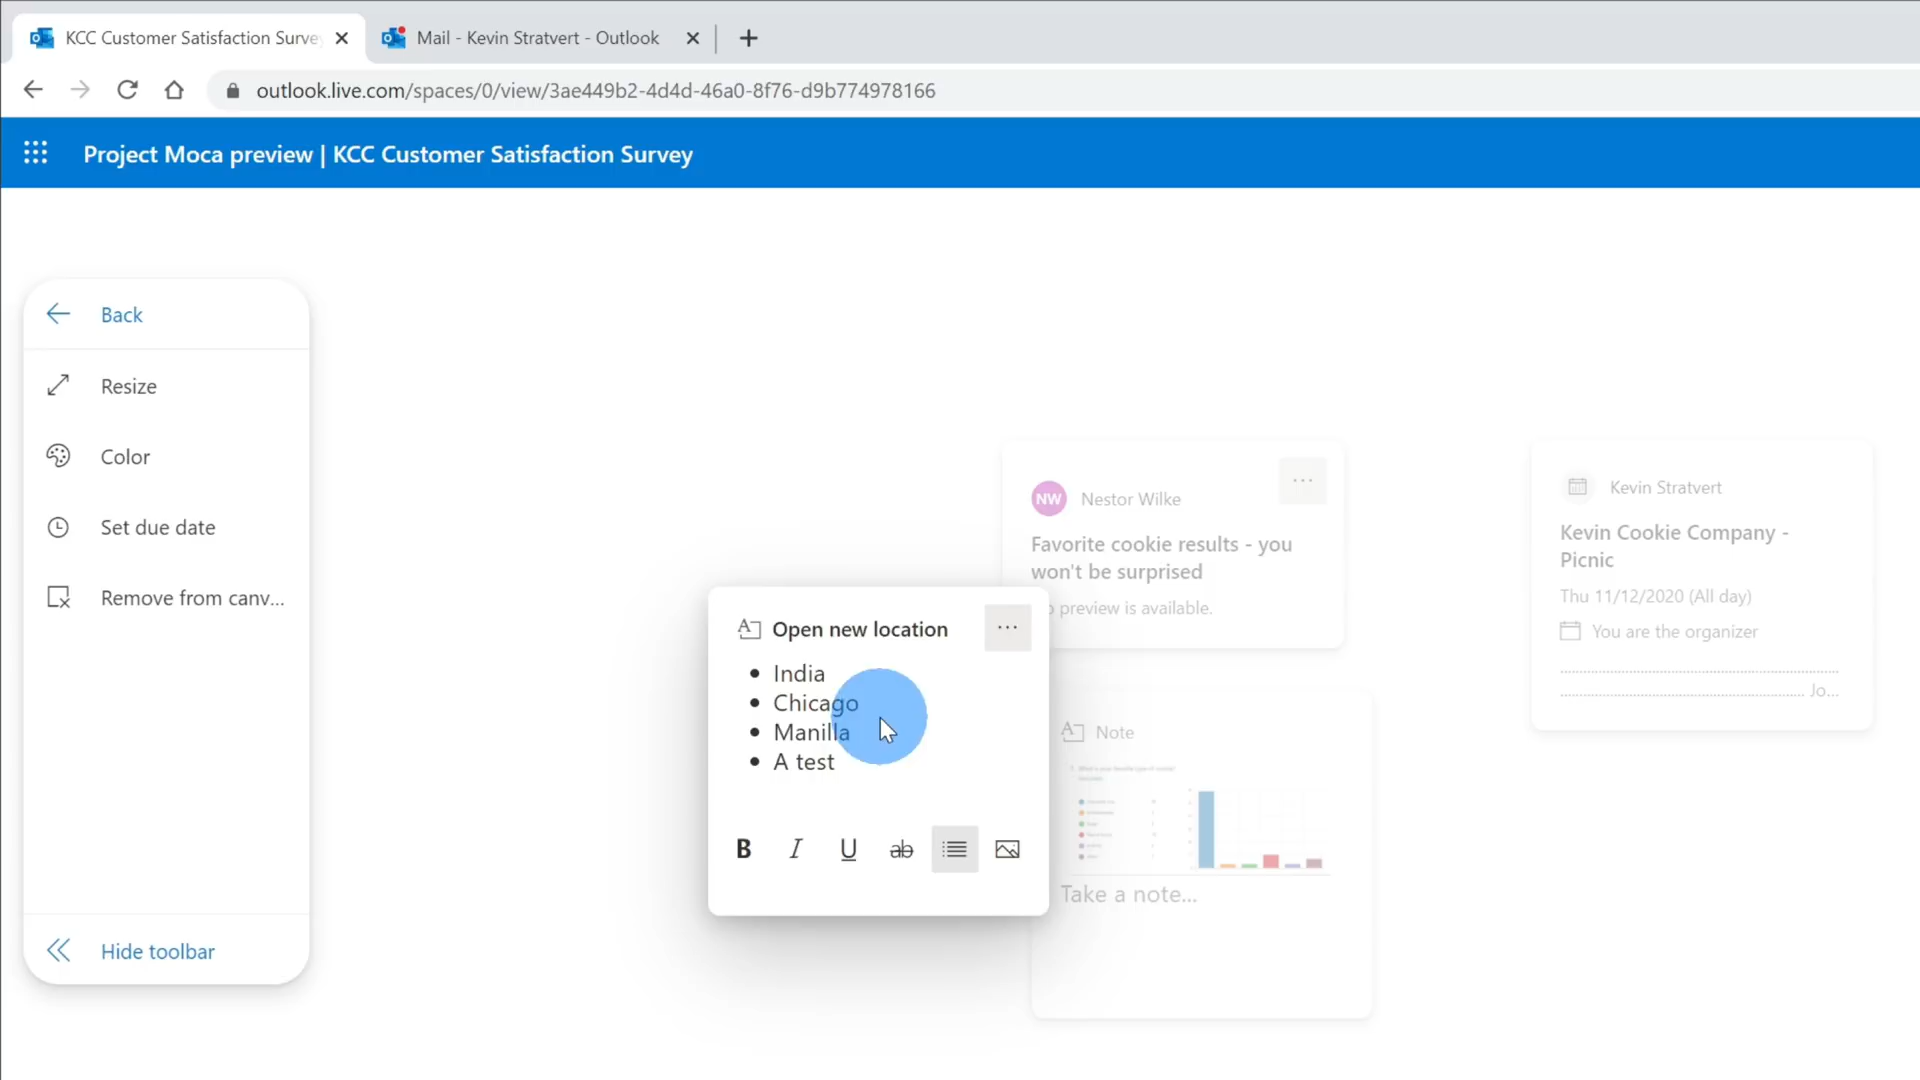 KCC Customer Satisfaction Surve
Mail - Kevin Stratvert - Outlook
outlook.live.com/spaces/0/view/3ae449b2-4d4d-46a0-8f76-d9b774978166
Project Moca preview | KCC Customer Satisfaction Survey
Back
Resize
Color
Set due date
Remove from canv...
Hide toolbar
Open new location
India
Chicago
Manilla
A test
B I U ab
NW
Nestor Wilke
Favorite cookie results - you
won't be surprised
preview is available.
Note
Take a note...
Kevin Stratvert
Kevin Cookie Company -
Picnic
Thu 11/12/2020 (All day)
You are the organizer
Jo...